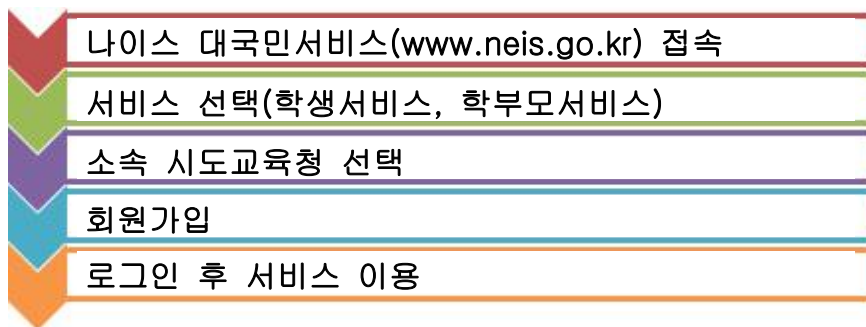 나이스 대국민서비스(www.neis.go.kr) 접속
서비스 선택(학생서비스, 학부모서비스)
소속 시도교육청 선택
회원가입
로그인 후 서비스 이용